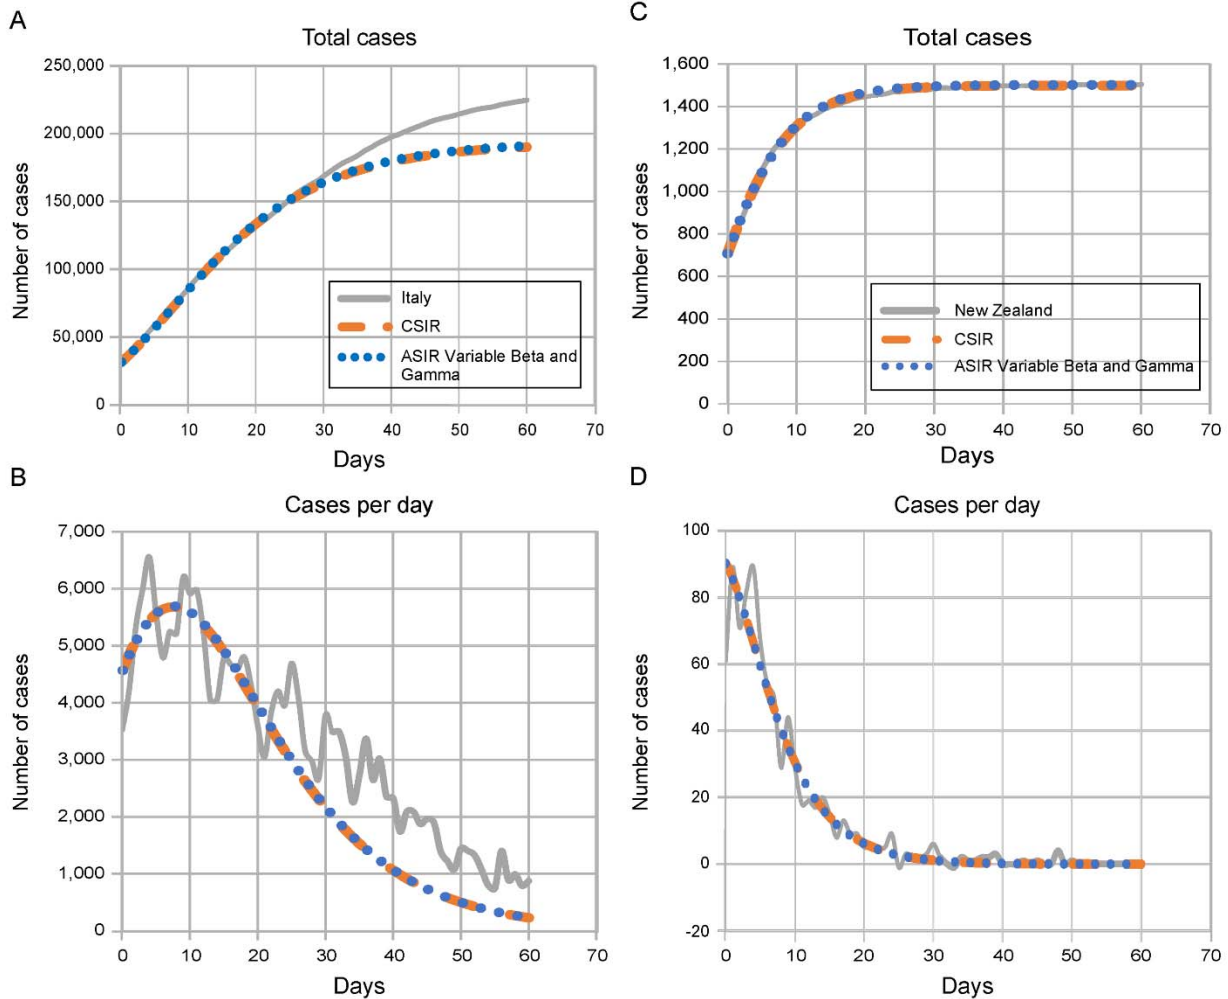 A
Total cases
250,000
200,000
150,000
100,000
50,000
0
Number of cases
0 10 20 30 40 50 60 70
Days
Italy
CSIR
ASIR Variable Beta and
Gamma
C
Total cases
1,600
1,400
1,200
1,000
800
600
400
200
0
Number of cases
0 10 20 30 40 50 60 70
Days
New Zealand
CSIR
ASIR Variable Beta and Gamma
B
Cases per day
7,000
6,000
5,000
4,000
3,000
2,000
1,000
0
Number of cases
0 10 20 30 40 50 60 70
Days
D
Cases per day
100
80
60
40
20
0
-20
Number of cases
0 10 20 30 40 50 60 70
Days